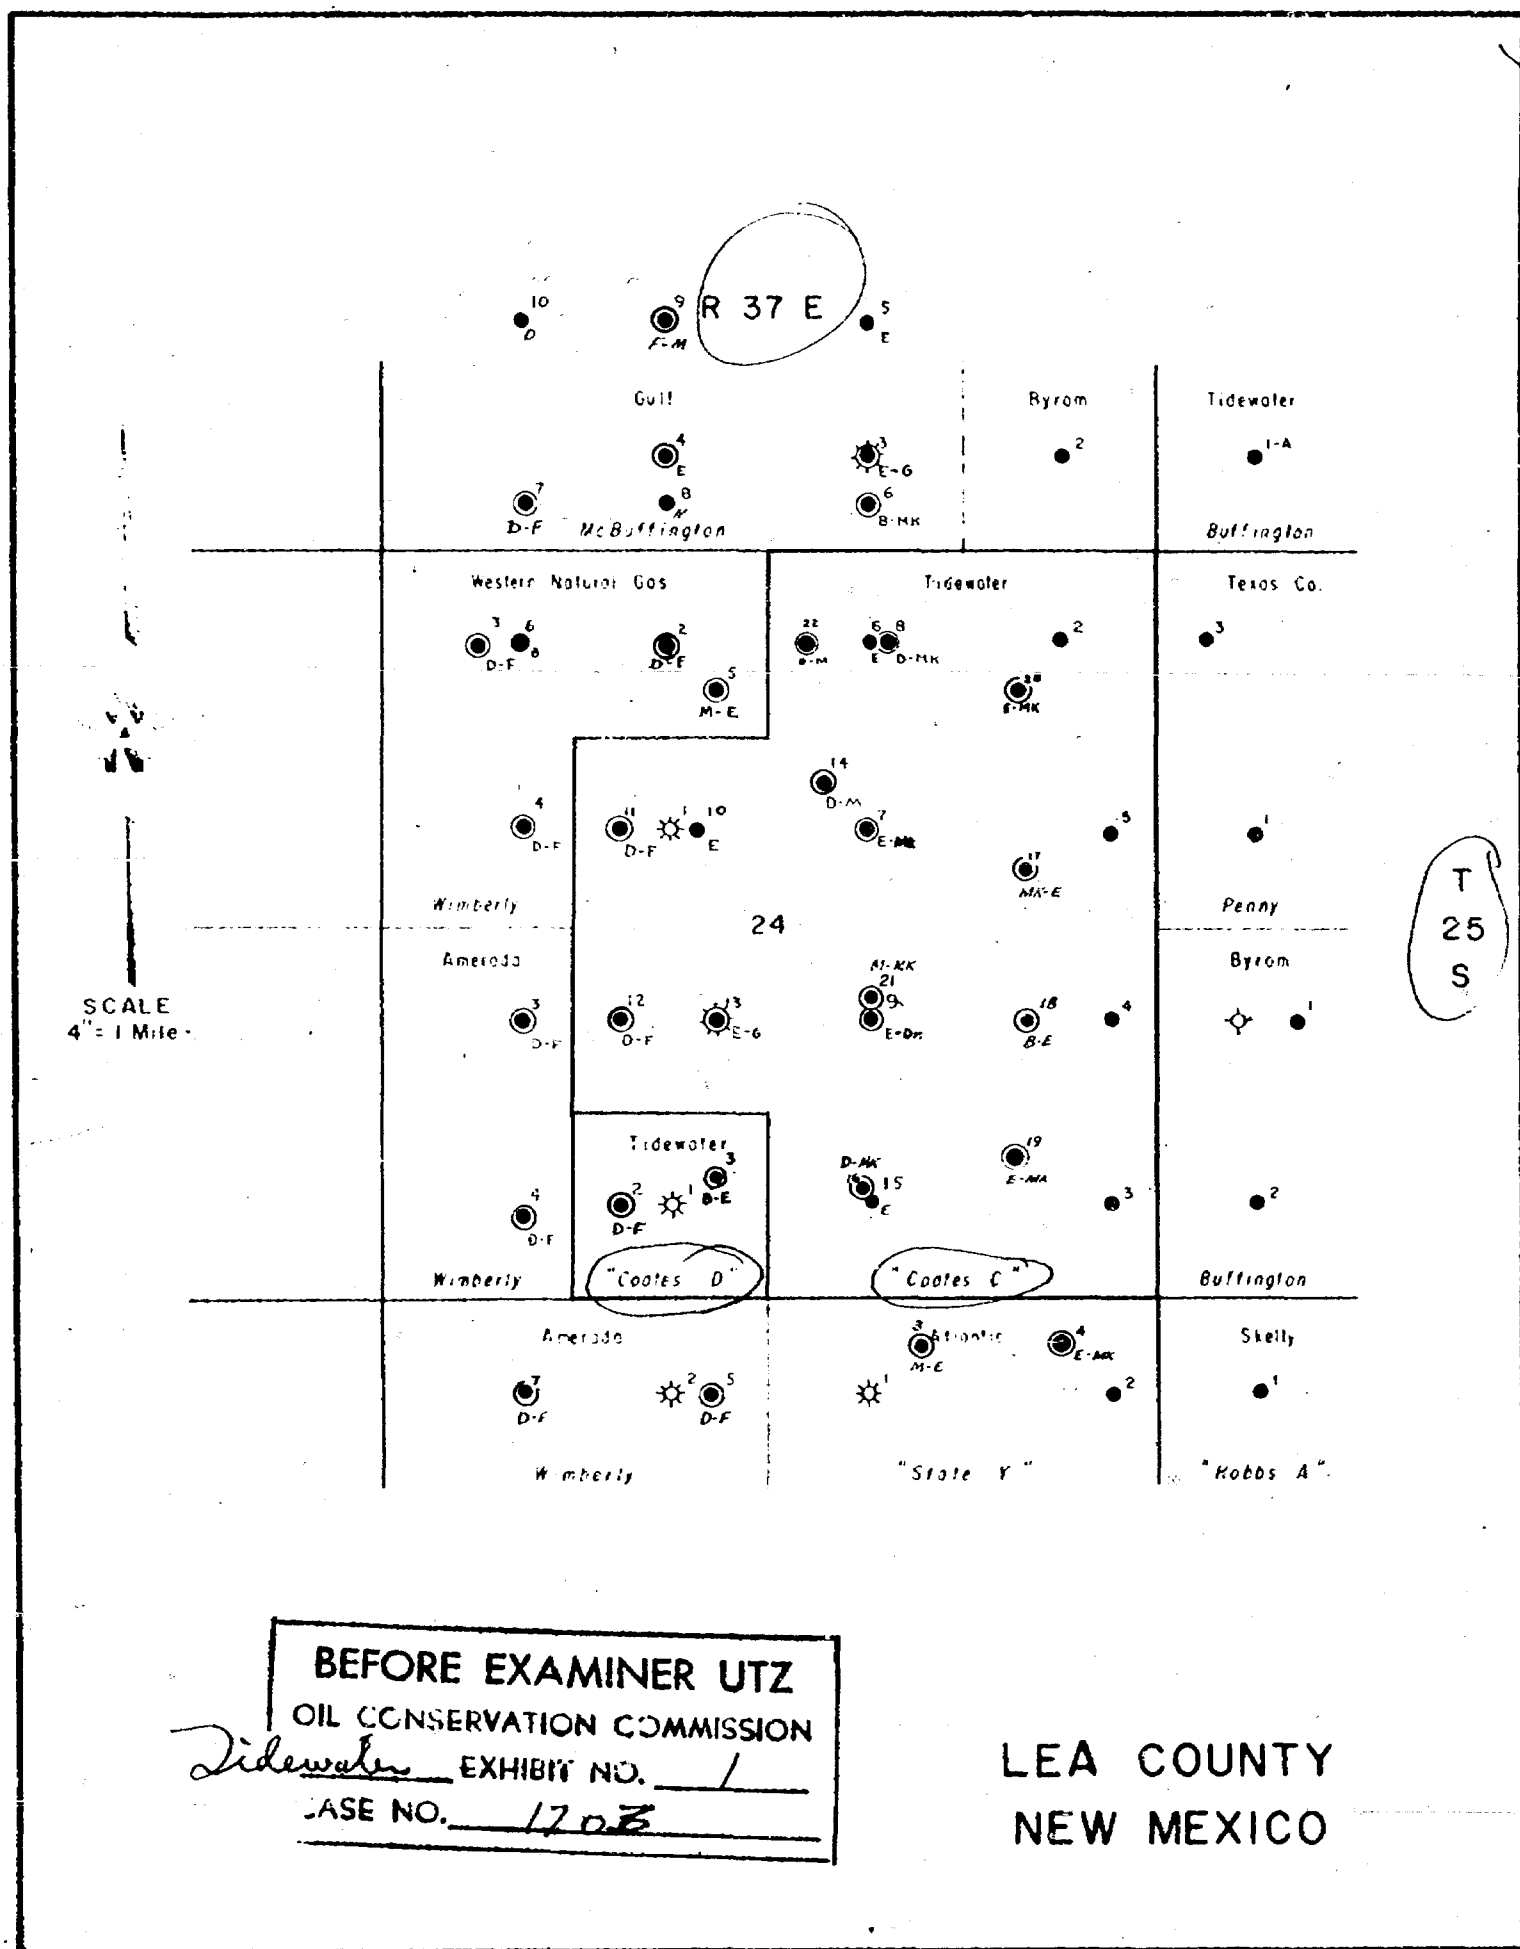 R 37 E
10 9 5
D F-M E
Gulf Byrom Tidewater
4 3 2 1-A
E E-G
7 8 6
D-F N B-MK
McBuffington Buffington
Western Natural Gas Tidewater Texas Co.
3 6 2 22 6 8 2 3
D-F D-F E D-MK
5
M-E
14
D-M
4 11 1 10 7 5 1
D-F D-F E
17
MK-E
Wimberly 24 Penny
Amerada Byrom
M-MK
21
3 12 13 9 18 4 1
D-F D-F E-G B-E
T
25
S
SCALE
4" = 1 Mile
Tidewater
3 D-MK 19
B-E
4 2 1 16 15 3 2
D-F D-F E
Wimberly "Coates D" "Coates C" Buffington
Amerada Atlantic Skelly
3 4
M-E E-MK
7 2 5 1 2 1
D-F D-F
Wimberly "State Y" "Hobbs A"
BEFORE EXAMINER UTZ
OIL CONSERVATION COMMISSION
Tidewater EXHIBIT NO. 1
CASE NO.
LEA COUNTY
NEW MEXICO